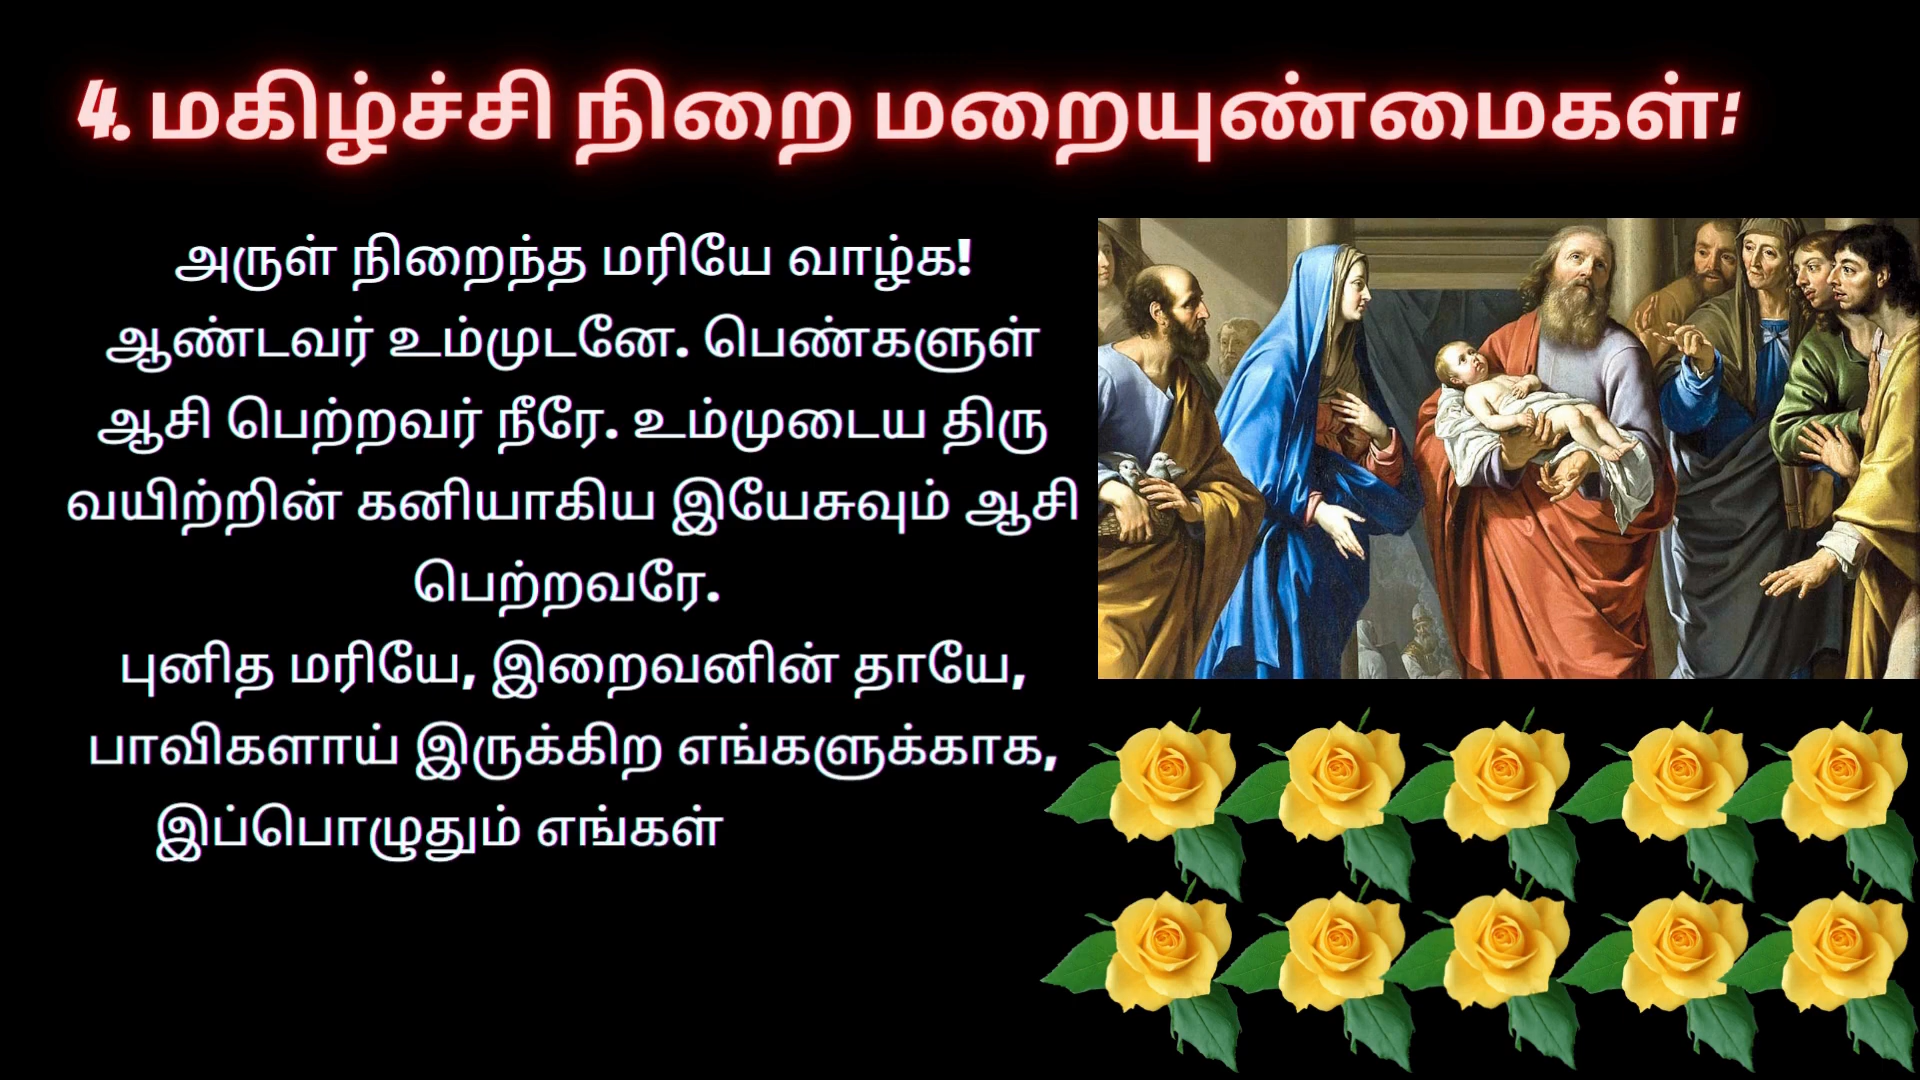 4. மகிழ்ச்சி நிறை மறையுண்மைகள்:
அருள் நிறைந்த மரியே வாழ்க!
ஆண்டவர் உம்முடனே. பெண்களுள்
ஆசி பெற்றவர் நீரே. உம்முடைய திரு
வயிற்றின் கனியாகிய இயேசுவும் ஆசி
பெற்றவரே.
புனித மரியே, இறைவனின் தாயே,
பாவிகளாய் இருக்கிற எங்களுக்காக,
இப்பொழுதும் எங்கள்